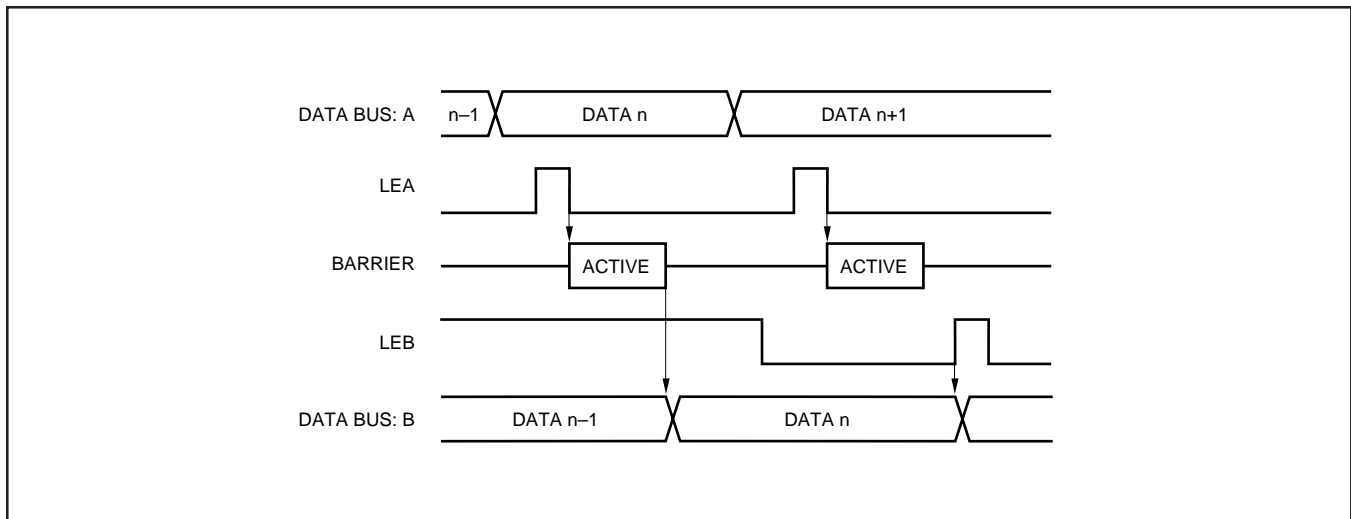 DATA BUS: A n–1 DATA n DATA n+1
LEA
BARRIER ACTIVE ACTIVE
LEB
DATA BUS: B DATA n–1 DATA n